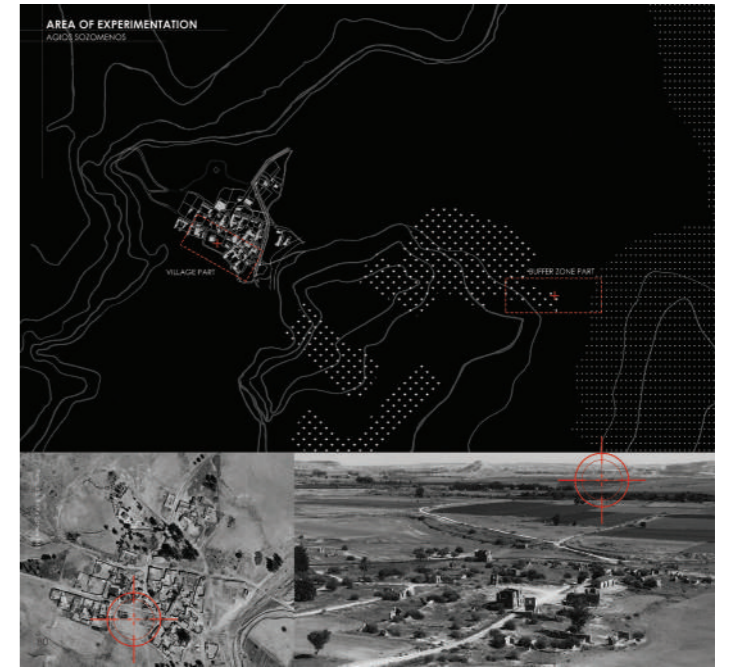 AREA OF EXPERIMENTATION
AGIOS SOZOMENOS
VILLAGE PART
BUFFER ZONE PART